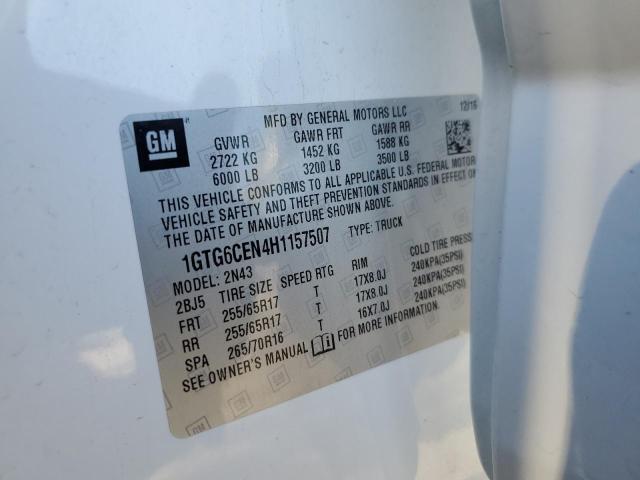 MFD BY GENERAL MOTORS LLC 12/16
GM
GVWR GAWR FRT GAWR RR
2722 KG 1452 KG 1588 KG
6000 LB 3200 LB 3500 LB
THIS VEHICLE CONFORMS TO ALL APPLICABLE U.S. FEDERAL MOTOR
VEHICLE SAFETY AND THEFT PREVENTION STANDARDS IN EFFECT ON
THE DATE OF MANUFACTURE SHOWN ABOVE.
1GTG6CEN4H1157507 TYPE: TRUCK
MODEL: 2N43
2BJ5 TIRE SIZE SPEED RTG RIM COLD TIRE PRESS
FRT 255/65R17 T 17X8.0J 240KPA(35PSI)
RR 255/65R17 T 17X8.0J 240KPA(35PSI)
SPA 265/70R16 T 16X7.0J 240KPA(35PSI)
SEE OWNER'S MANUAL FOR MORE INFORMATION.